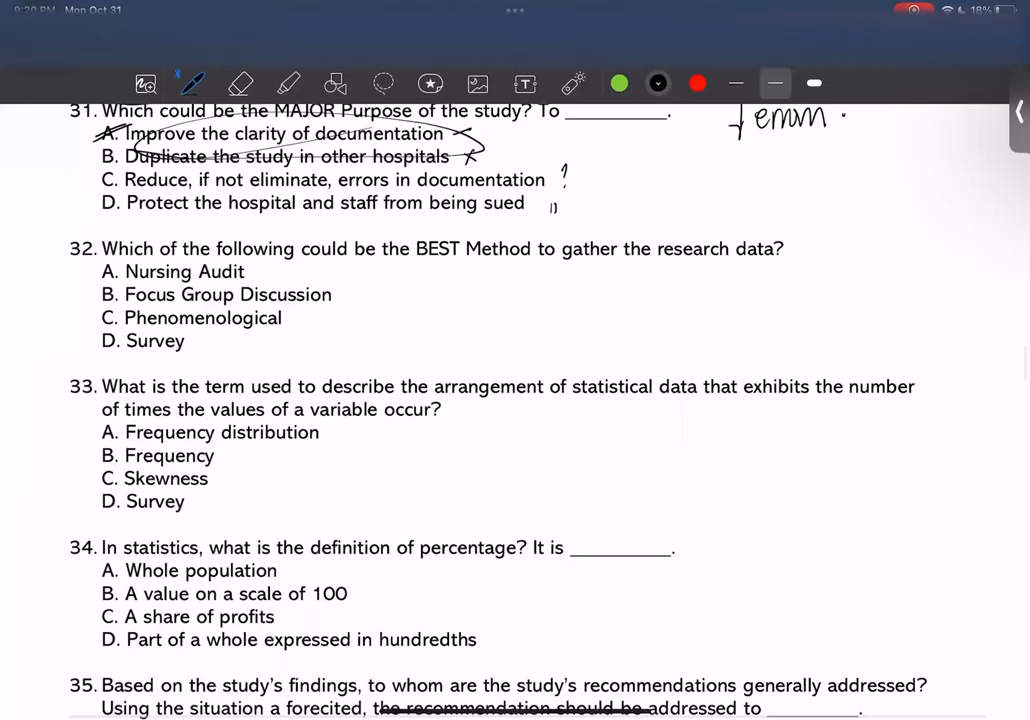 9:20 PM Mon Oct 31
18%
31. Which could be the MAJOR Purpose of the study? To __________.
A. Improve the clarity of documentation
B. Duplicate the study in other hospitals
C. Reduce, if not eliminate, errors in documentation ?
D. Protect the hospital and staff from being sued
32. Which of the following could be the BEST Method to gather the research data?
A. Nursing Audit
B. Focus Group Discussion
C. Phenomenological
D. Survey
33. What is the term used to describe the arrangement of statistical data that exhibits the number
of times the values of a variable occur?
A. Frequency distribution
B. Frequency
C. Skewness
D. Survey
34. In statistics, what is the definition of percentage? It is __________.
A. Whole population
B. A value on a scale of 100
C. A share of profits
D. Part of a whole expressed in hundredths
35. Based on the study's findings, to whom are the study's recommendations generally addressed?
Using the situation a forecited, the recommendation should be addressed to _________.